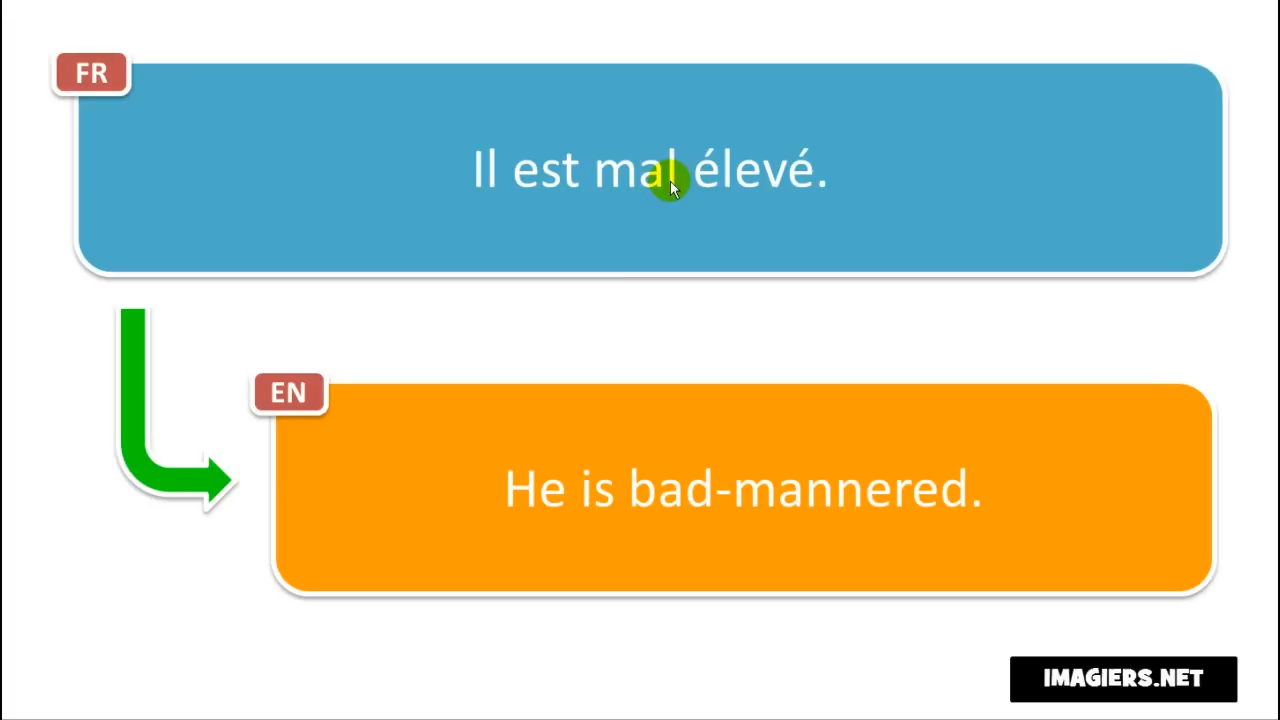 FR
Il est mal élevé.
EN
He is bad-mannered.
IMAGIERS.NET